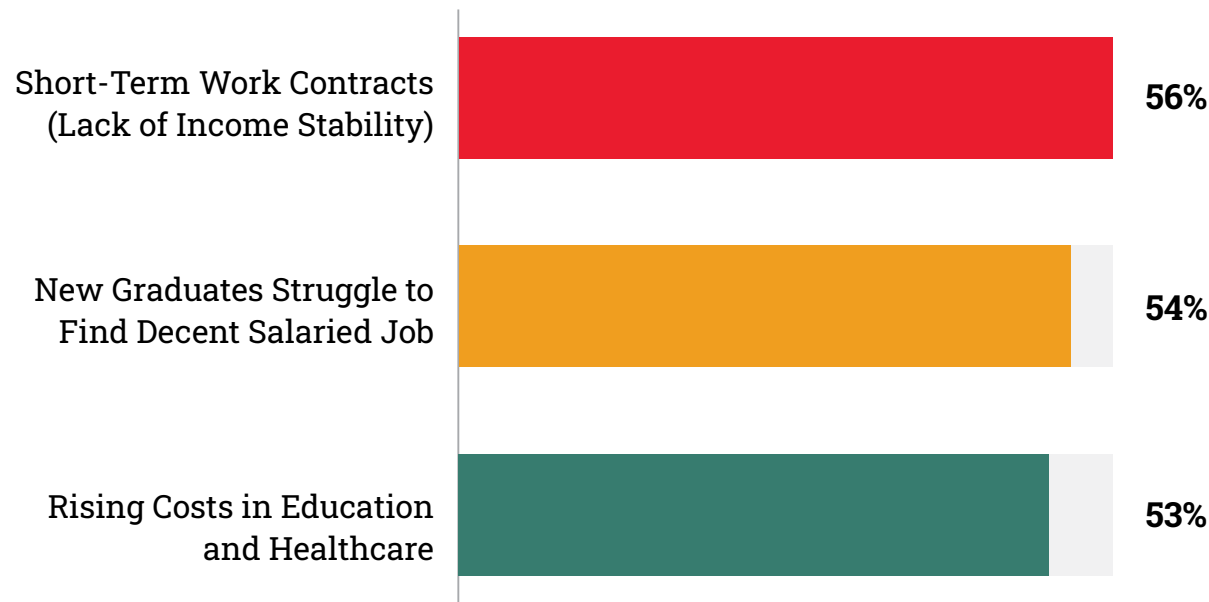 Short-Term Work Contracts
(Lack of Income Stability)
56%
New Graduates Struggle to
Find Decent Salaried Job
54%
Rising Costs in Education
and Healthcare
53%